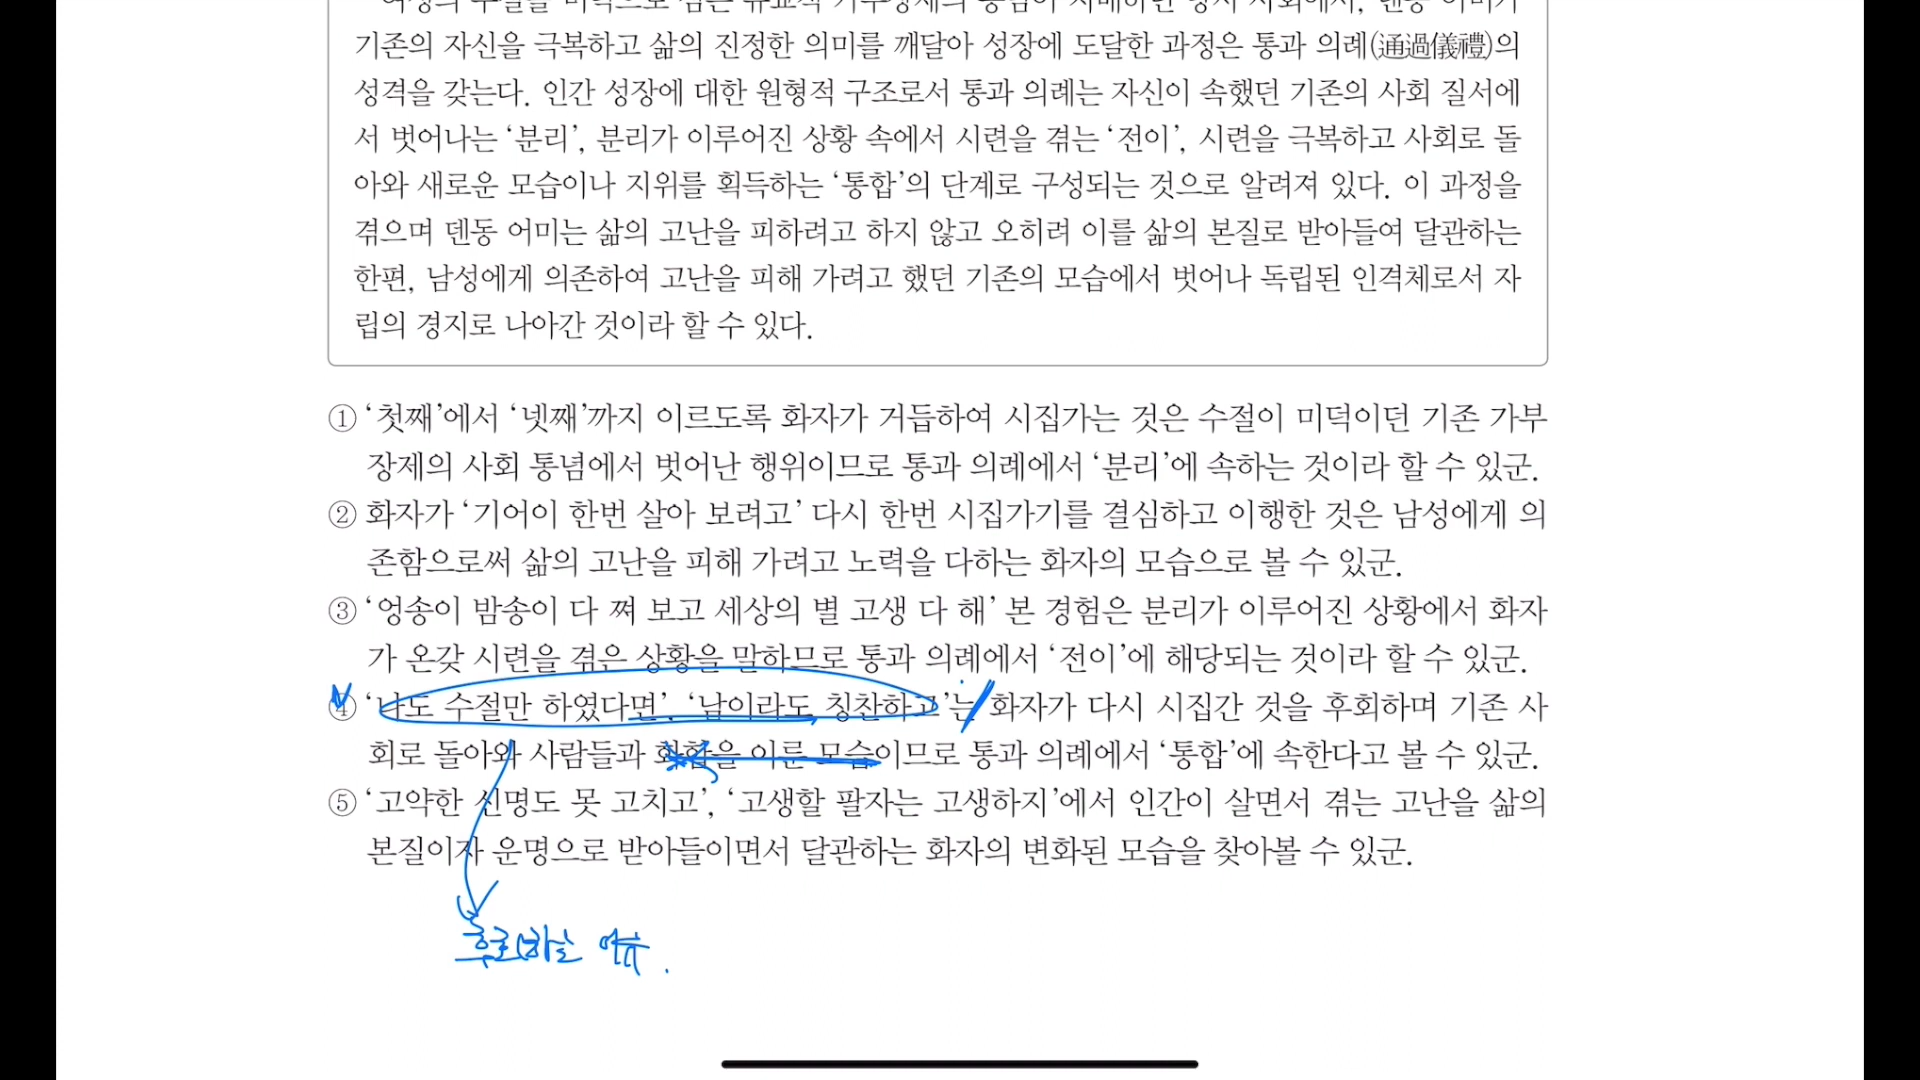 기존의 자신을 극복하고 삶의 진정한 의미를 깨달아 성장에 도달한 과정은 통과 의례(通過儀禮)의
성격을 갖는다. 인간 성장에 대한 원형적 구조로서 통과 의례는 자신이 속했던 기존의 사회 질서에
서 벗어나는 ‘분리’, 분리가 이루어진 상황 속에서 시련을 겪는 ‘전이’, 시련을 극복하고 사회로 돌
아와 새로운 모습이나 지위를 획득하는 ‘통합’의 단계로 구성되는 것으로 알려져 있다. 이 과정을
겪으며 덴동 어미는 삶의 고난을 피하려고 하지 않고 오히려 이를 삶의 본질로 받아들여 달관하는
한편, 남성에게 의존하여 고난을 피해 가려고 했던 기존의 모습에서 벗어나 독립된 인격체로서 자
립의 경지로 나아간 것이라 할 수 있다.
① ‘첫째’에서 ‘넷째’까지 이르도록 화자가 거듭하여 시집가는 것은 수절이 미덕이던 기존 가부
장제의 사회 통념에서 벗어난 행위이므로 통과 의례에서 ‘분리’에 속하는 것이라 할 수 있군.
② 화자가 ‘기어이 한번 살아 보려고’ 다시 한번 시집가기를 결심하고 이행한 것은 남성에게 의
존함으로써 삶의 고난을 피해 가려고 노력을 다하는 화자의 모습으로 볼 수 있군.
③ ‘엉송이 밤송이 다 쪄 보고 세상의 별 고생 다 해’ 본 경험은 분리가 이루어진 상황에서 화자
가 온갖 시련을 겪은 상황을 말하므로 통과 의례에서 ‘전이’에 해당되는 것이라 할 수 있군.
④ ‘나도 수절만 하였다면’, ‘남이라도 칭찬하고’는 화자가 다시 시집간 것을 후회하며 기존 사
회로 돌아와 사람들과 화합을 이룬 모습이므로 통과 의례에서 ‘통합’에 속한다고 볼 수 있군.
⑤ ‘고약한 신명도 못 고치고’, ‘고생할 팔자는 고생하지’에서 인간이 살면서 겪는 고난을 삶의
본질이자 운명으로 받아들이면서 달관하는 화자의 변화된 모습을 찾아볼 수 있군.
후회하는 이유.